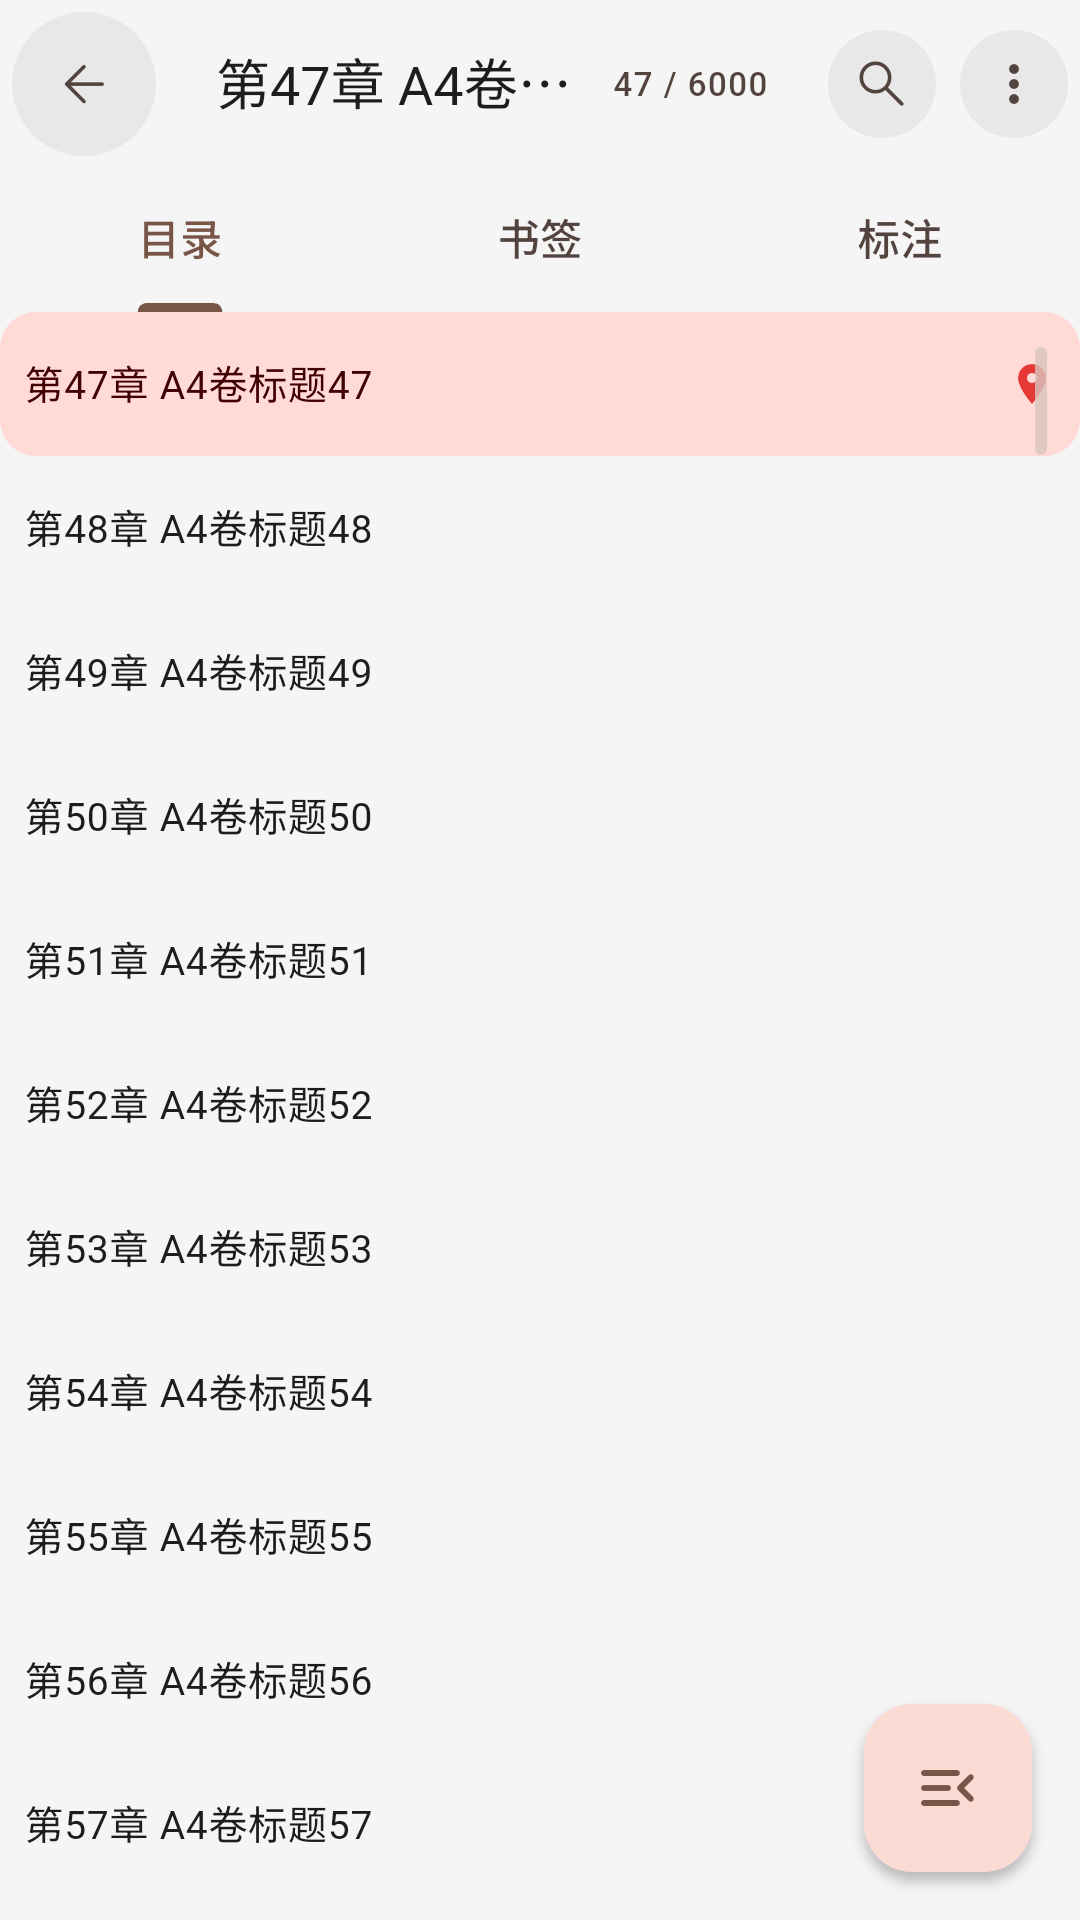 第47章 A4卷… 47 / 6000
目录 书签 标注
第47章 A4卷标题47
第48章 A4卷标题48
第49章 A4卷标题49
第50章 A4卷标题50
第51章 A4卷标题51
第52章 A4卷标题52
第53章 A4卷标题53
第54章 A4卷标题54
第55章 A4卷标题55
第56章 A4卷标题56
第57章 A4卷标题57